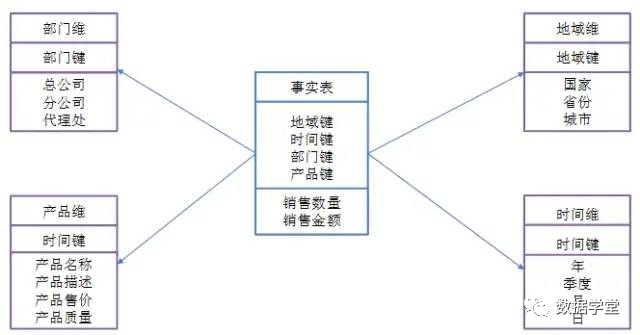 部门维
部门键
总公司
分公司
代理处
事实表
地域键
时间键
部门键
产品键
销售数量
销售金额
地域维
地域键
国家
省份
城市
产品维
时间键
产品名称
产品描述
产品售价
产品质量
时间维
时间键
年
季度
月
日
数据学堂